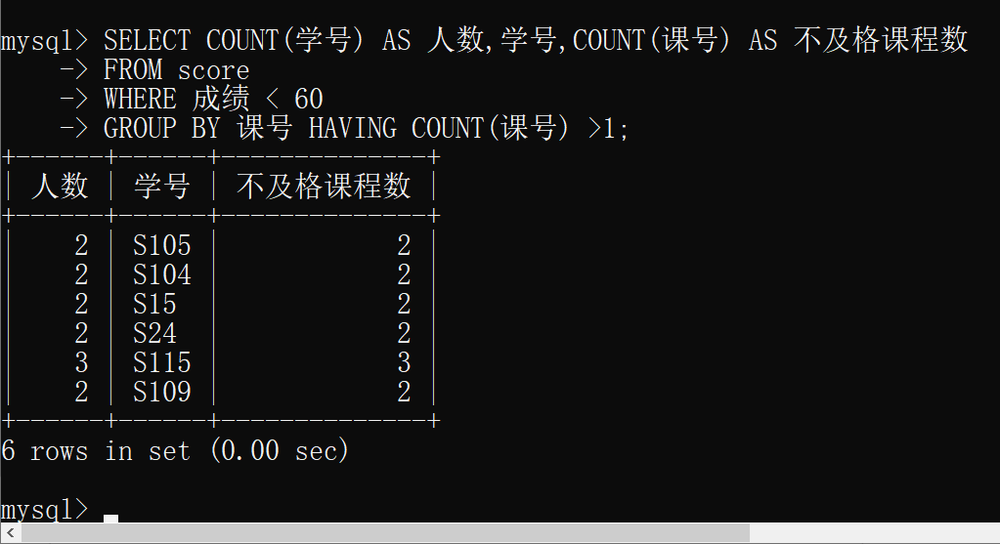 mysql> SELECT COUNT(学号) AS 人数,学号,COUNT(课号) AS 不及格课程数
    -> FROM score
    -> WHERE 成绩 < 60
    -> GROUP BY 课号 HAVING COUNT(课号) >1;
+------+------+--------------+
| 人数 | 学号 | 不及格课程数 |
+------+------+--------------+
|    2 | S105 |            2 |
|    2 | S104 |            2 |
|    2 | S15  |            2 |
|    2 | S24  |            2 |
|    3 | S115 |            3 |
|    2 | S109 |            2 |
+------+------+--------------+
6 rows in set (0.00 sec)
mysql>